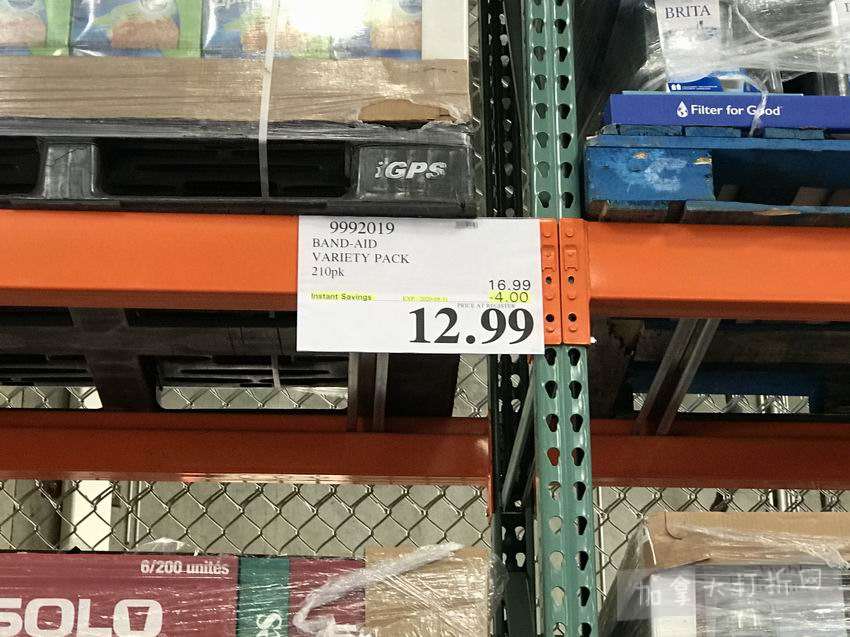 BRITA
Filter for Good
iGPS
9992019
BAND-AID
VARIETY PACK
210pk
16.99
Instant Savings
-4.00
PRICE AT REGISTER
12.99
6/200 unités
SOLO
加拿大打折网